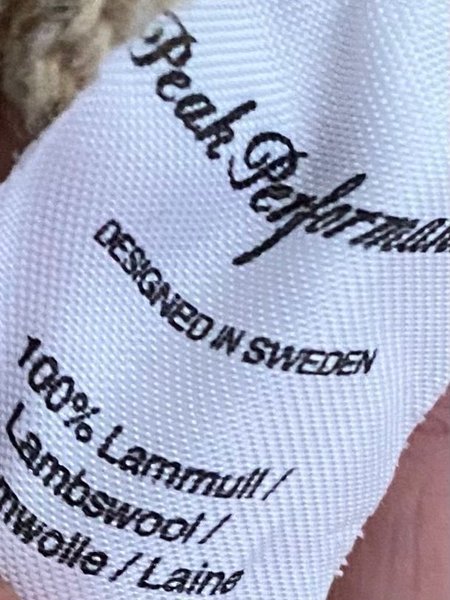 Peak Performan
DESIGNED IN SWEDEN
100% Lammull /
Lambswool /
mwolle / Laine